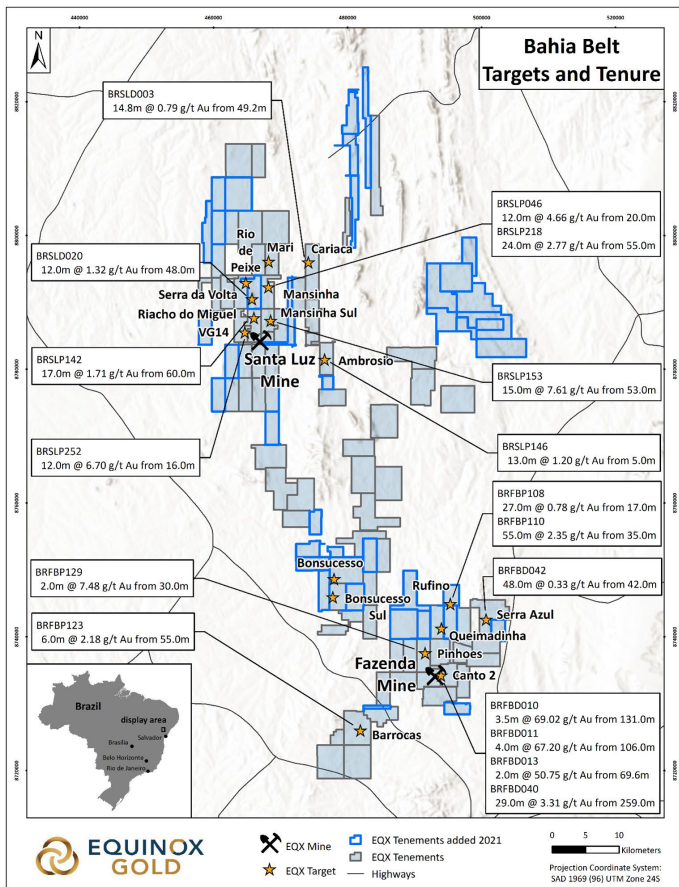 440000 460000 480000 500000 520000
N
Bahia Belt
Targets and Tenure
8820000
8800000
8780000
8760000
8740000
8720000
BRSLD003
14.8m @ 0.79 g/t Au from 49.2m
BRSLP046
12.0m @ 4.66 g/t Au from 20.0m
BRSLP218
24.0m @ 2.77 g/t Au from 55.0m
Rio
de
Peixe
Mari
Cariaca
BRSLD020
12.0m @ 1.32 g/t Au from 48.0m
Serra da Volta
Mansinha
Riacho do Miguel
Mansinha Sul
VG14
Santa Luz
Mine
Ambrosio
BRSLP142
17.0m @ 1.71 g/t Au from 60.0m
BRSLP153
15.0m @ 7.61 g/t Au from 53.0m
BRSLP252
12.0m @ 6.70 g/t Au from 16.0m
BRSLP146
13.0m @ 1.20 g/t Au from 5.0m
BRFBP108
27.0m @ 0.78 g/t Au from 17.0m
BRFBP110
55.0m @ 2.35 g/t Au from 35.0m
BRFBP129
2.0m @ 7.48 g/t Au from 30.0m
Bonsucesso
Bonsucesso
Sul
Rufino
BRFBD042
48.0m @ 0.33 g/t Au from 42.0m
Serra Azul
Queimadinha
BRFBP123
6.0m @ 2.18 g/t Au from 55.0m
Pinhoes
Fazenda
Mine
Canto 2
Barrocas
BRFBD010
3.5m @ 69.02 g/t Au from 131.0m
BRFBD011
4.0m @ 67.20 g/t Au from 106.0m
BRFBD013
2.0m @ 50.75 g/t Au from 69.6m
BRFBD040
29.0m @ 3.31 g/t Au from 259.0m
Brazil
display area
Salvador
Brasilia
Belo Horizonte
Rio de Janeiro
EQUINOX
GOLD
EQX Mine
EQX Target
EQX Tenements added 2021
EQX Tenements
Highways
0 5 10
Kilometers
Projection Coordinate System:
SAD 1969 (96) UTM Zone 24S